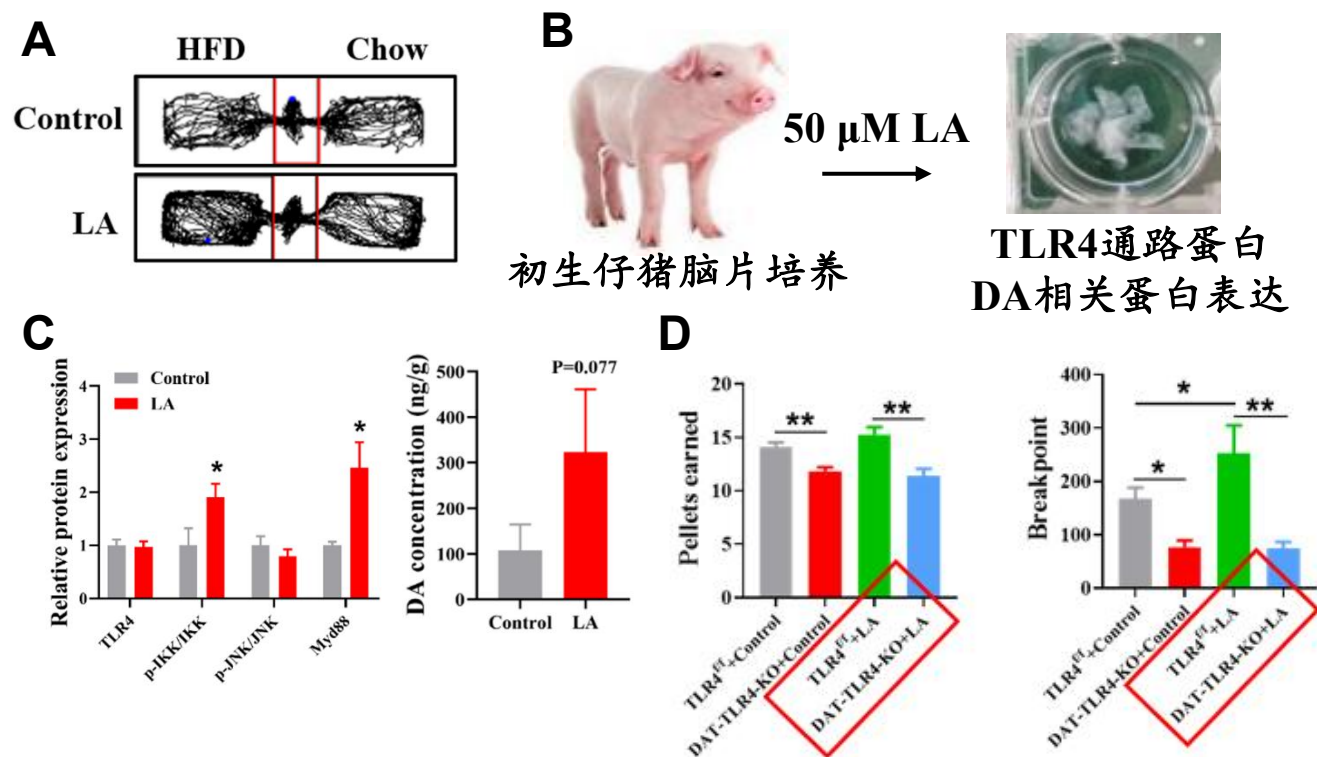 A
HFD Chow
Control
LA
B
50 μM LA
初生仔猪脑片培养
TLR4通路蛋白
DA相关蛋白表达
C
Relative protein expression
4
3
2
1
0
Control
LA
*
*
TLR4
p-IKK/IKK
p-JNK/JNK
Myd88
DA concentration (ng/g)
500
400
300
200
100
0
P=0.077
Control LA
D
Pellets earned
20
15
10
5
0
**
**
TLR4f/f+Control
DAT-TLR4-KO+Control
TLR4f/f+LA
DAT-TLR4-KO+LA
Breakpoint
400
300
200
100
0
*
*
**
TLR4f/f+Control
DAT-TLR4-KO+Control
TLR4f/f+LA
DAT-TLR4-KO+LA